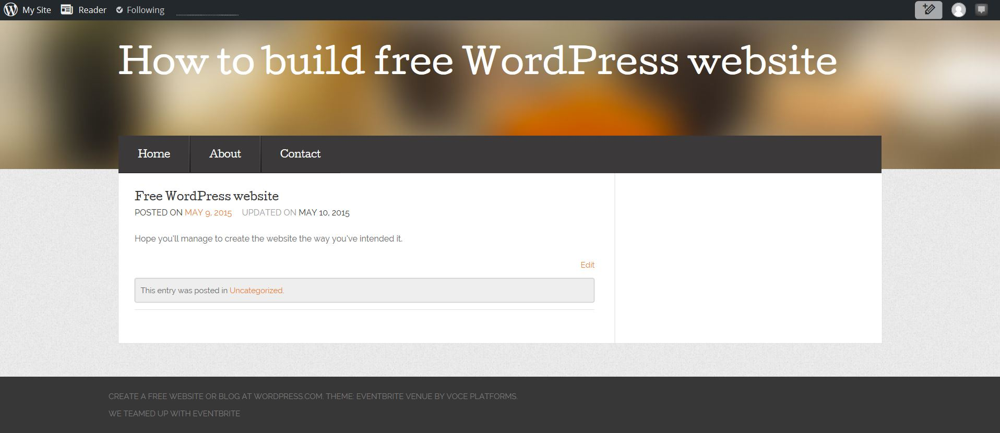 My Site Reader Following
How to build free WordPress website
Home About Contact
Free WordPress website
POSTED ON MAY 9, 2015 UPDATED ON MAY 10, 2015
Hope you'll manage to create the website the way you've intended it.
Edit
This entry was posted in Uncategorized.
CREATE A FREE WEBSITE OR BLOG AT WORDPRESS.COM. THEME: EVENTBRITE VENUE BY VOCE PLATFORMS.
WE TEAMED UP WITH EVENTBRITE